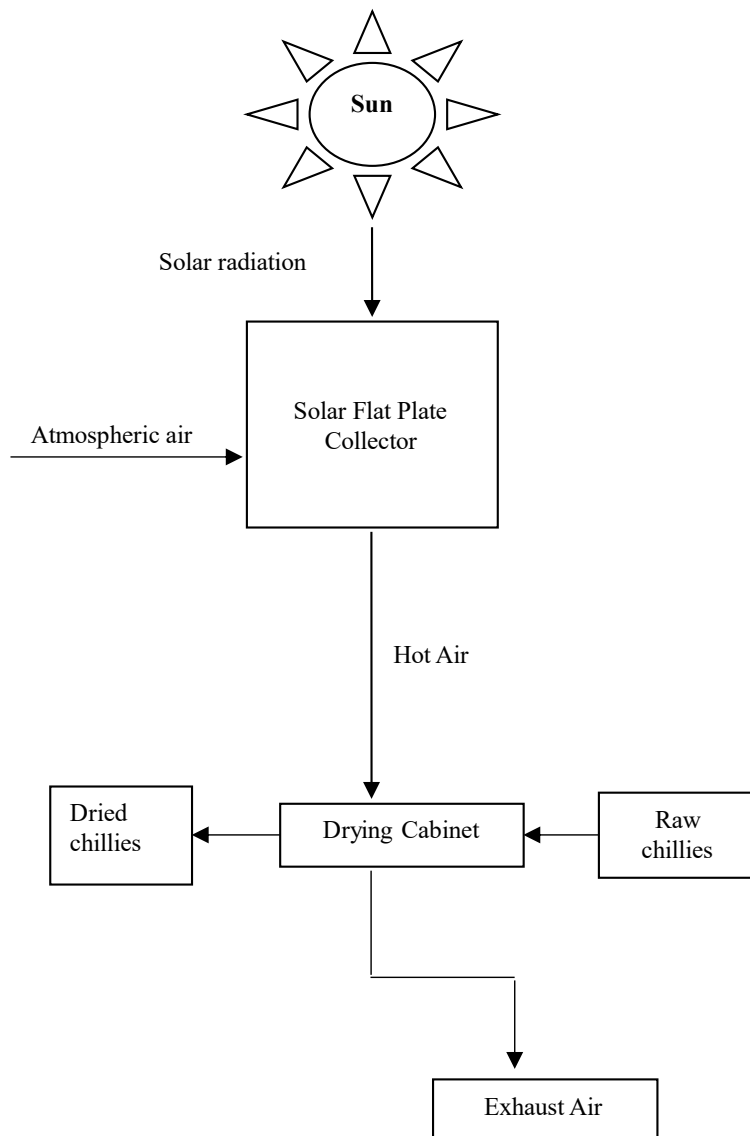 Sun
Solar radiation
Solar Flat Plate
Collector
Atmospheric air
Hot Air
Dried
chillies
Drying Cabinet
Raw
chillies
Exhaust Air